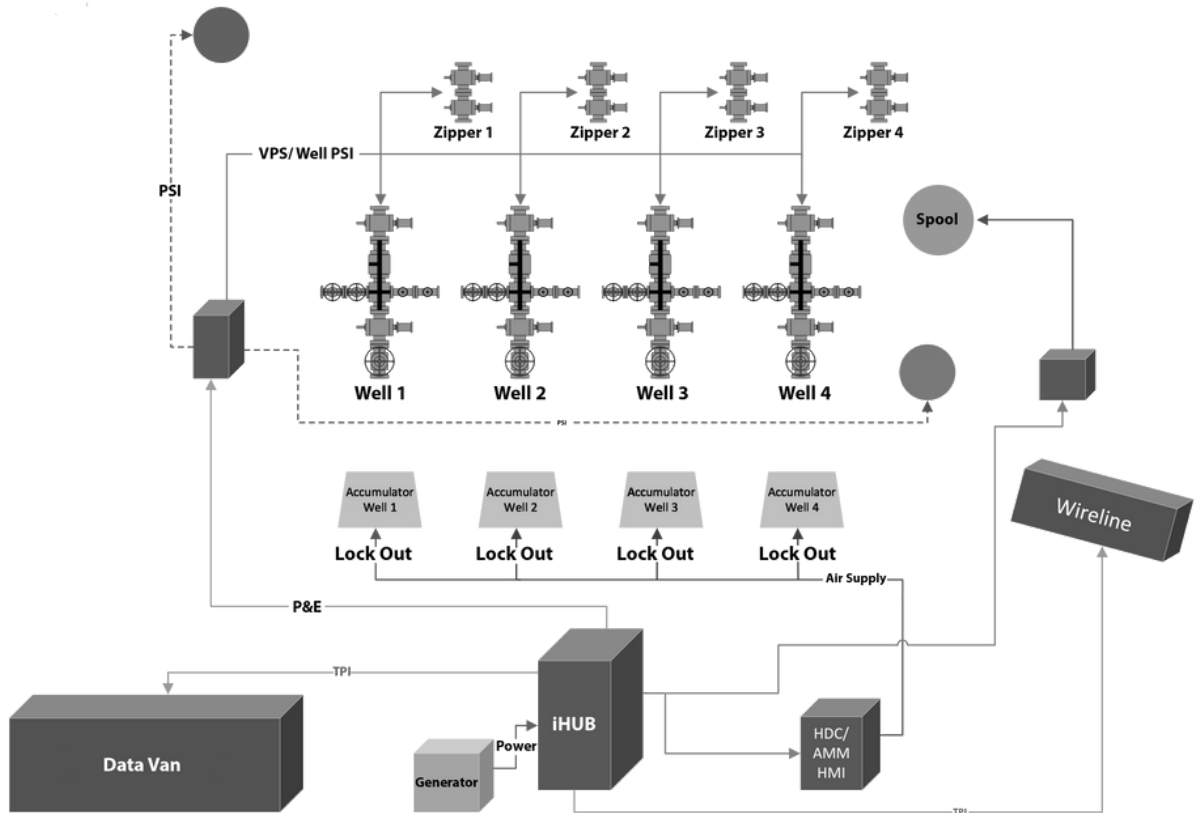 Zipper 1
Zipper 2
Zipper 3
Zipper 4
VPS/ Well PSI
PSI
Spool
Well 1
Well 2
Well 3
Well 4
PSI
Accumulator
Well 1
Accumulator
Well 2
Accumulator
Well 3
Accumulator
Well 4
Wireline
Lock Out
Lock Out
Lock Out
Lock Out
Air Supply
P&E
TPI
iHUB
Power
HDC/
AMM
HMI
Data Van
Generator
TPI